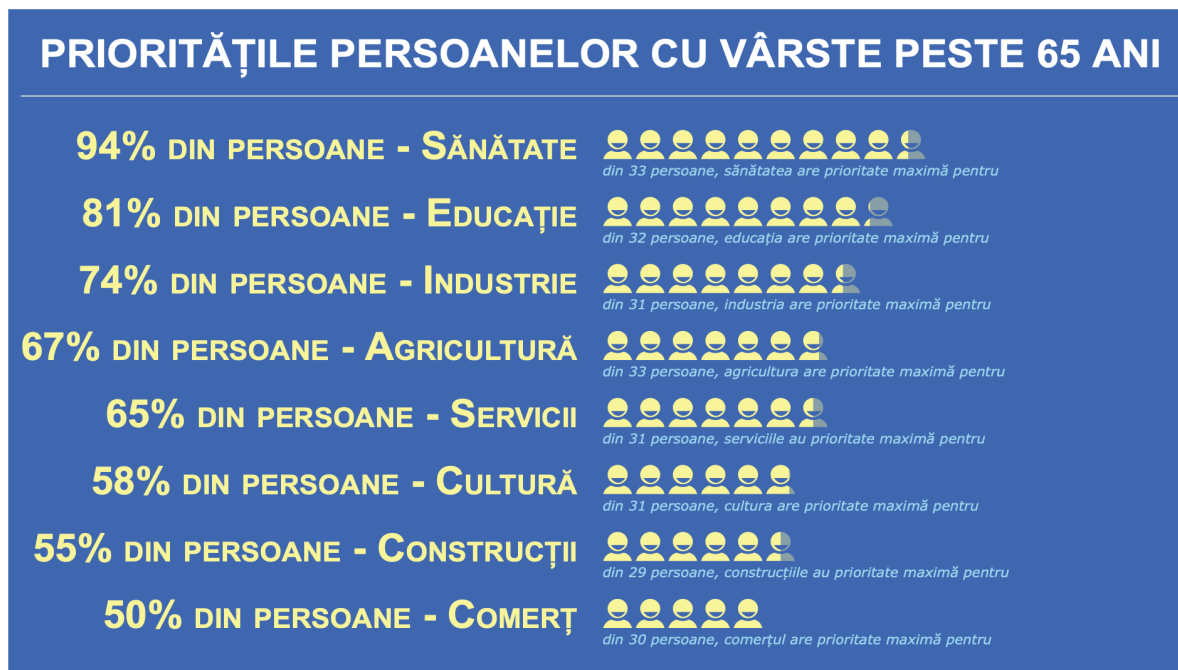 PRIORITĂȚILE PERSOANELOR CU VÂRSTE PESTE 65 ANI
94% DIN PERSOANE - SĂNĂTATE
din 33 persoane, sănătatea are prioritate maximă pentru
81% DIN PERSOANE - EDUCAȚIE
din 32 persoane, educația are prioritate maximă pentru
74% DIN PERSOANE - INDUSTRIE
din 31 persoane, industria are prioritate maximă pentru
67% DIN PERSOANE - AGRICULTURĂ
din 33 persoane, agricultura are prioritate maximă pentru
65% DIN PERSOANE - SERVICII
din 31 persoane, serviciile au prioritate maximă pentru
58% DIN PERSOANE - CULTURĂ
din 31 persoane, cultura are prioritate maximă pentru
55% DIN PERSOANE - CONSTRUCȚII
din 29 persoane, construcțiile au prioritate maximă pentru
50% DIN PERSOANE - COMERȚ
din 30 persoane, comerțul are prioritate maximă pentru